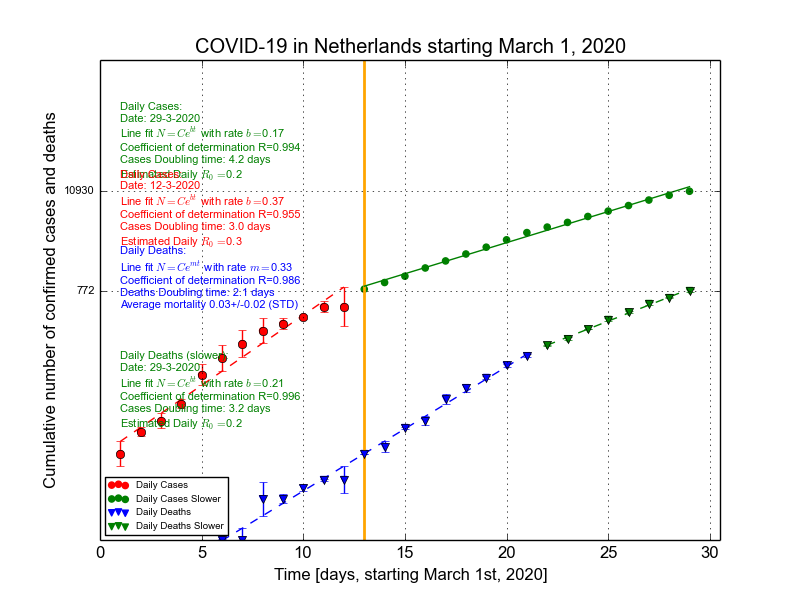 COVID-19 in Netherlands starting March 1, 2020
Cumulative number of confirmed cases and deaths
Daily Cases:
Date: 29-3-2020
Line fit N = Ce^{bt} with rate b = 0.17
Coefficient of determination R=0.994
Cases Doubling time: 4.2 days
Estimated Daily R_0 = 0.2
Daily Cases:
Date: 12-3-2020
Line fit N = Ce^{bt} with rate b = 0.37
Coefficient of determination R=0.955
Cases Doubling time: 3.0 days
Estimated Daily R_0 = 0.3
Daily Deaths:
Line fit N = Ce^{mt} with rate m = 0.33
Coefficient of determination R=0.986
Deaths Doubling time: 2.1 days
Average mortality 0.03+/-0.02 (STD)
Daily Deaths (slower):
Date: 29-3-2020
Line fit N = Ce^{bt} with rate b = 0.21
Coefficient of determination R=0.996
Cases Doubling time: 3.2 days
Estimated Daily R_0 = 0.2
10930
772
Daily Cases
Daily Cases Slower
Daily Deaths
Daily Deaths Slower
0 5 10 15 20 25 30
Time [days, starting March 1st, 2020]